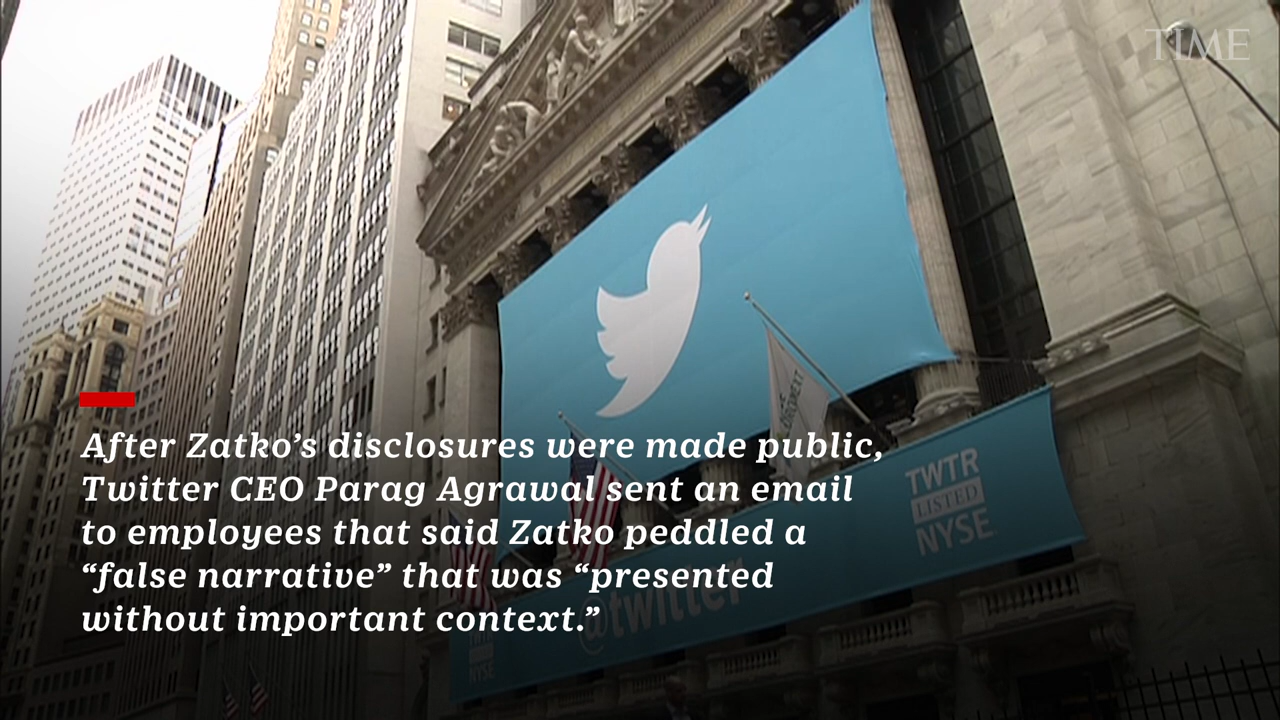 TIME
After Zatko’s disclosures were made public,
Twitter CEO Parag Agrawal sent an email
to employees that said Zatko peddled a
“false narrative” that was “presented
without important context.”
TWTR
LISTED
NYSE
@twitter
NYSE